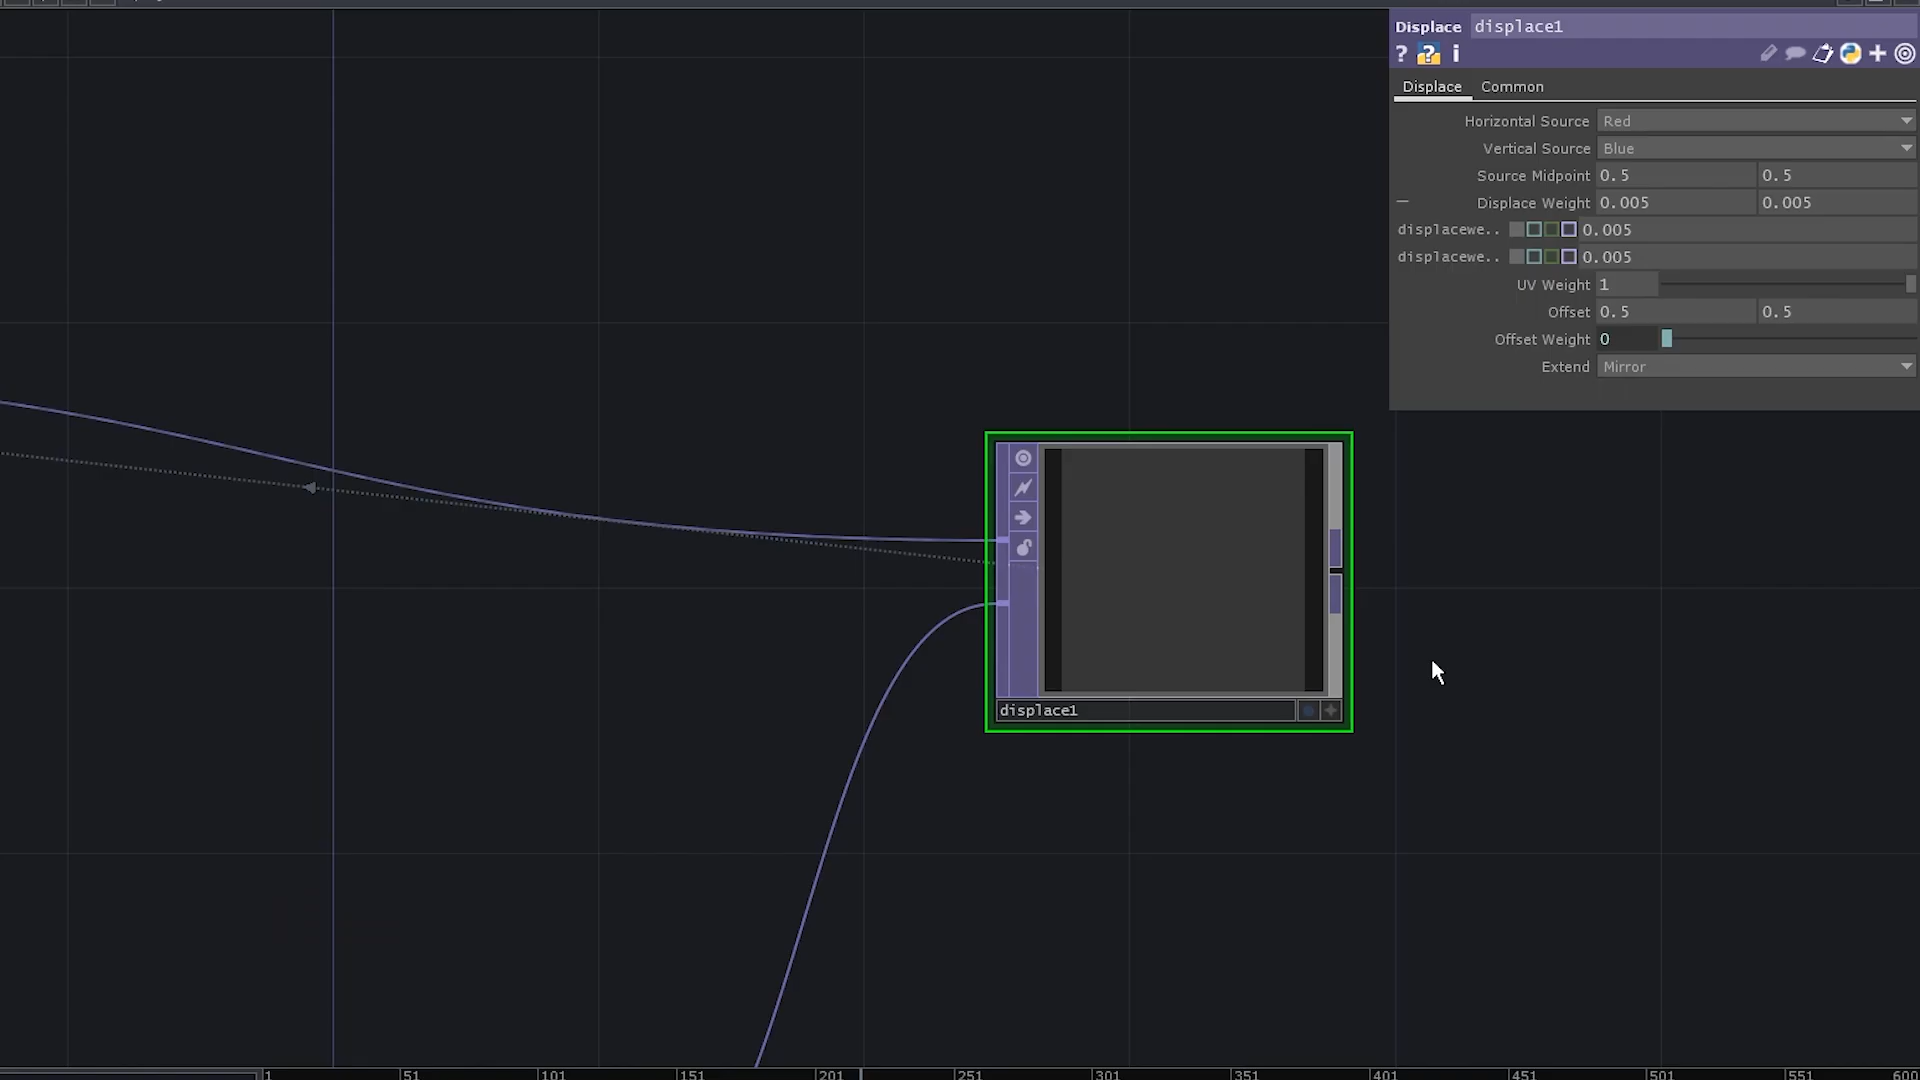 Displace displace1
? ? i
Displace Common
Horizontal Source Red
Vertical Source Blue
Source Midpoint 0.5 0.5
Displace Weight 0.005 0.005
displacewe.. 0.005
displacewe.. 0.005
UV Weight 1
Offset 0.5 0.5
Offset Weight 0
Extend Mirror
displace1
1 51 101 151 201 251 301 351 401 451 501 551 600